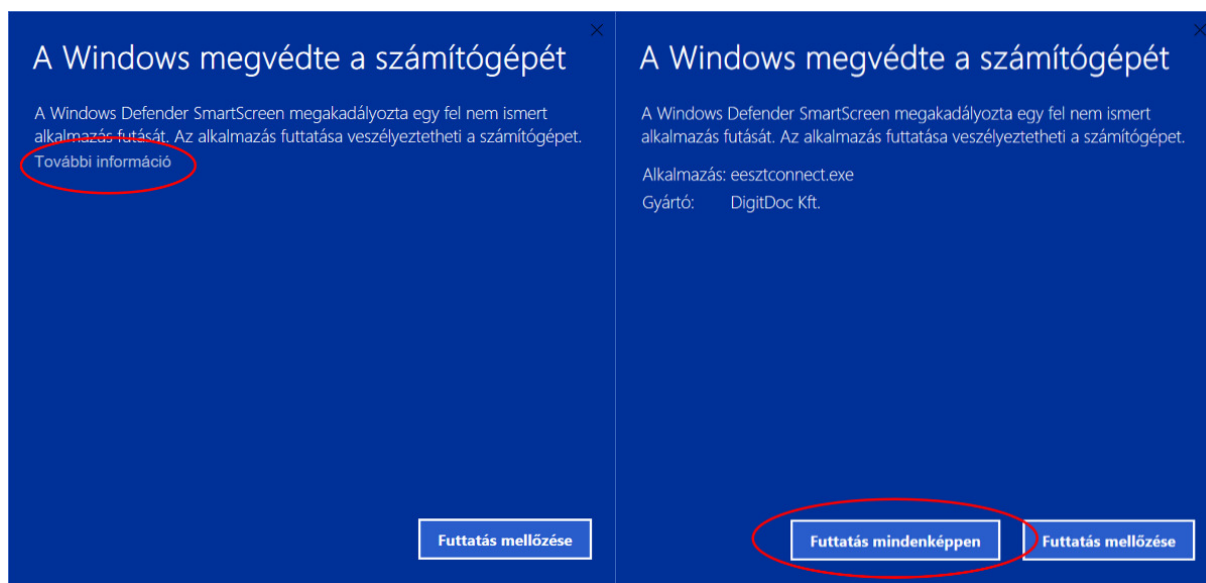 A Windows megvédte a számítógépét
A Windows Defender SmartScreen megakadályozta egy fel nem ismert
alkalmazás futását. Az alkalmazás futtatása veszélyeztetheti a számítógépet.
További információ
Futtatás mellőzése
A Windows megvédte a számítógépét
A Windows Defender SmartScreen megakadályozta egy fel nem ismert
alkalmazás futását. Az alkalmazás futtatása veszélyeztetheti a számítógépet.
Alkalmazás: eesztconnect.exe
Gyártó: DigitDoc Kft.
Futtatás mindenképpen Futtatás mellőzése